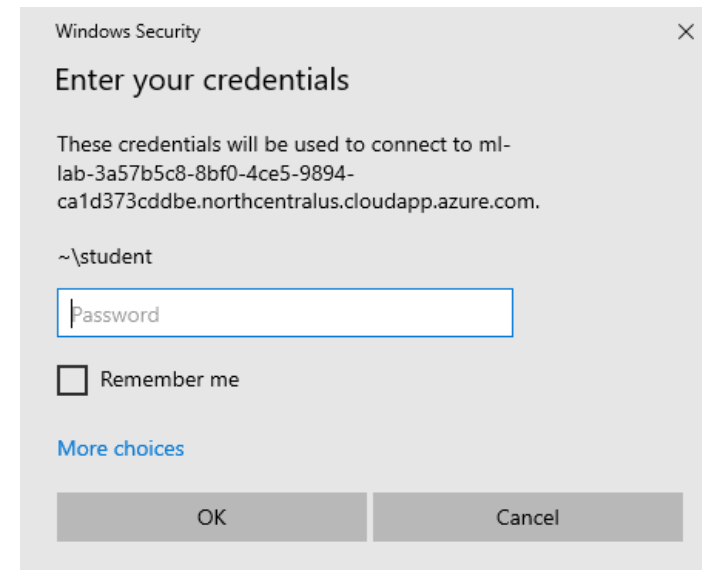 Windows Security
Enter your credentials
These credentials will be used to connect to ml-
lab-3a57b5c8-8bf0-4ce5-9894-
ca1d373cddbe.northcentralus.cloudapp.azure.com.
~\student
Password
Remember me
More choices
OK Cancel